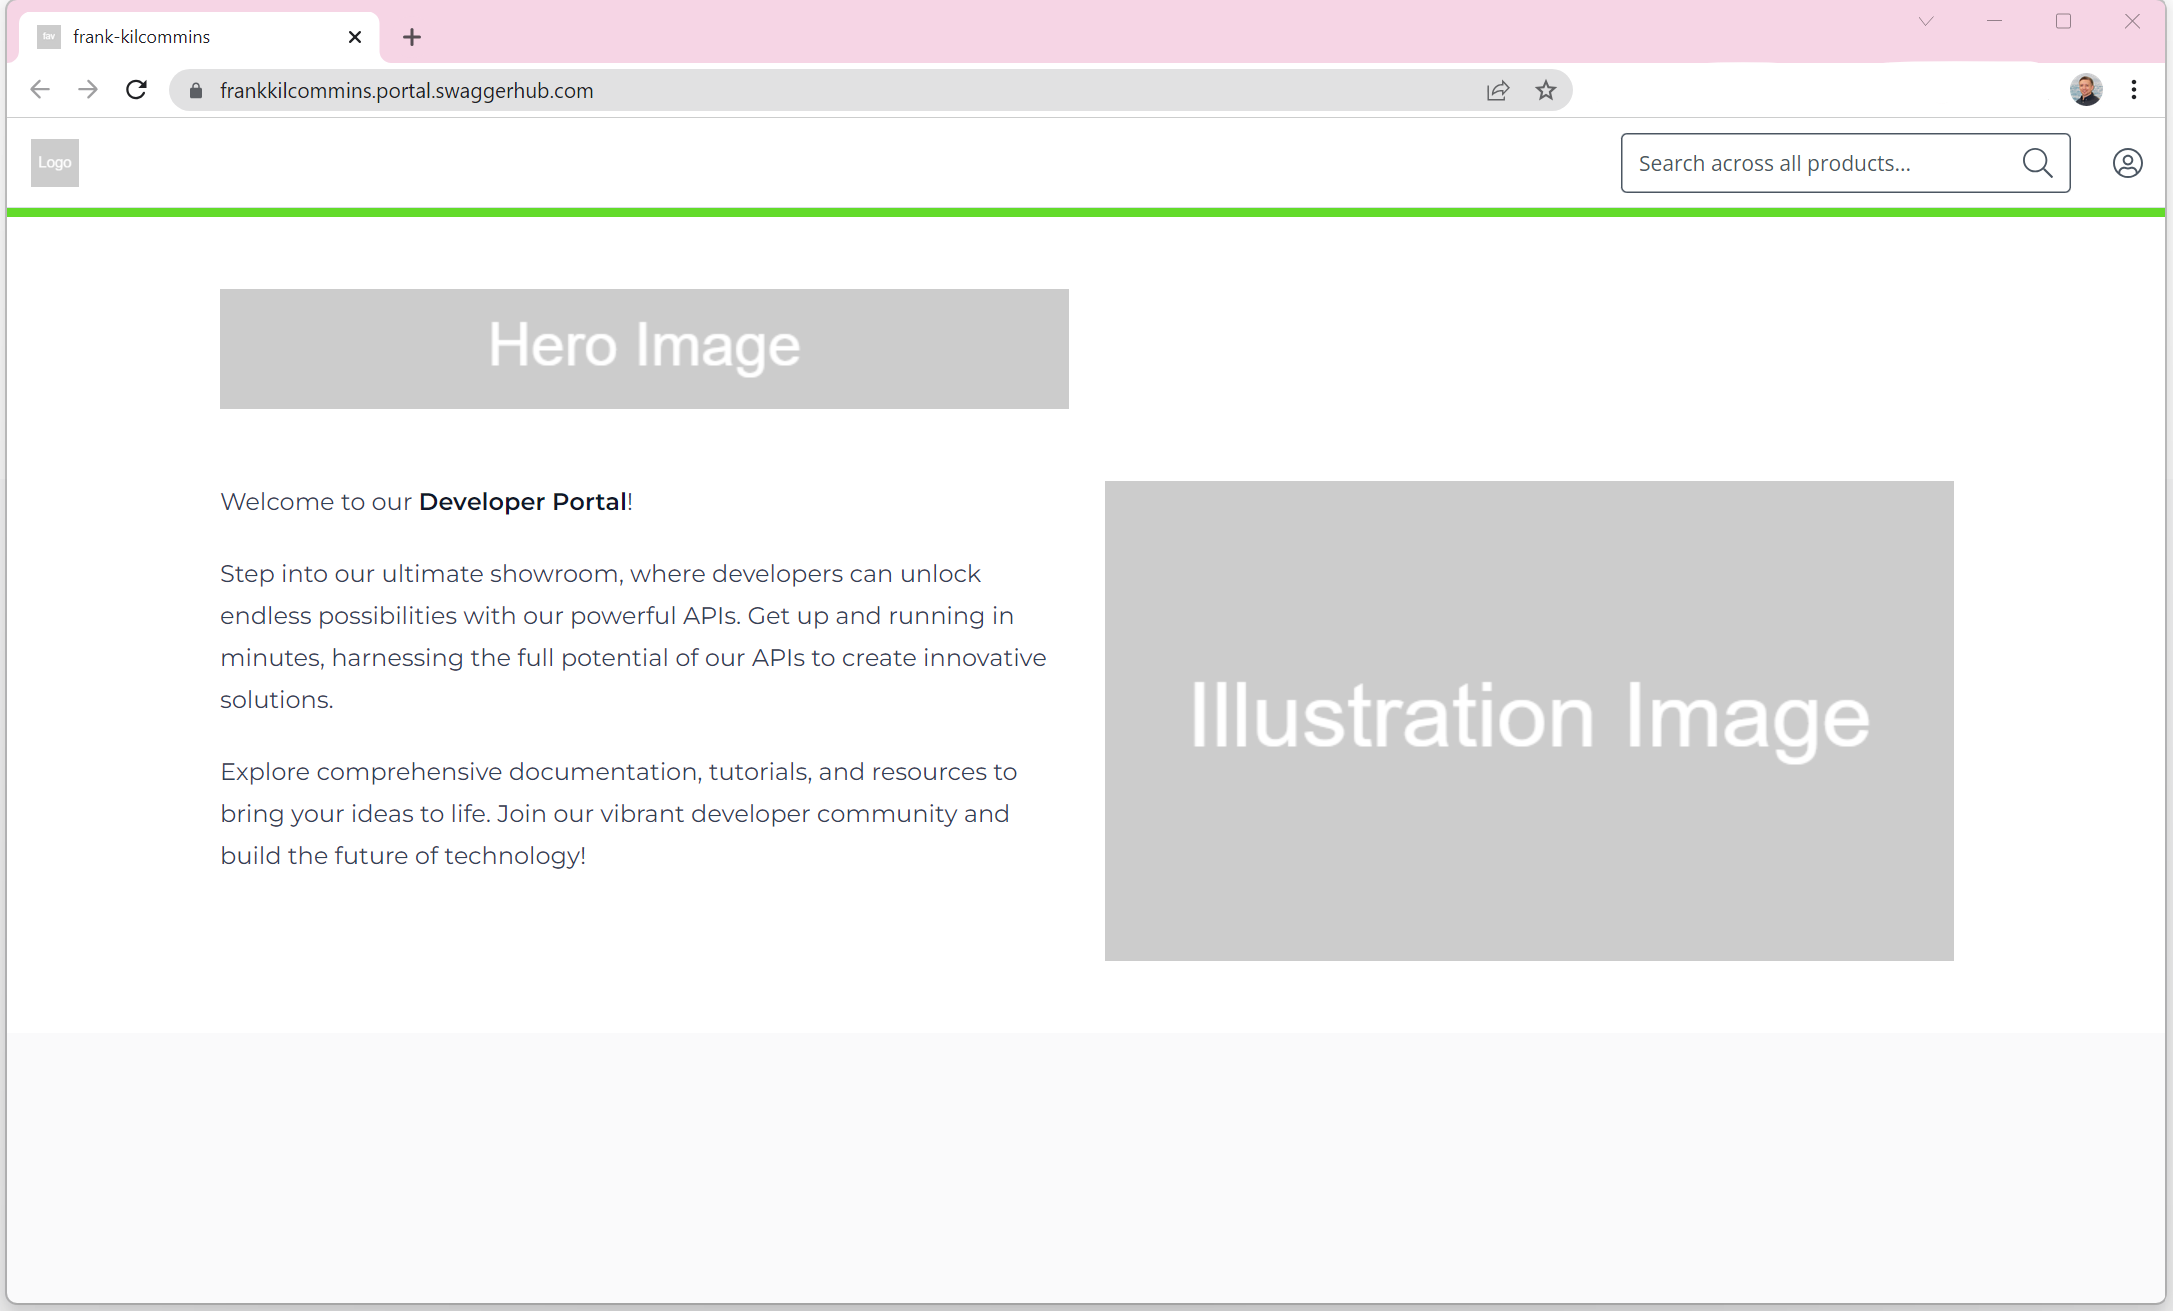 fav
frank-kilcommins
frankkilcommins.portal.swaggerhub.com
Logo
Search across all products...
Hero Image
Welcome to our Developer Portal!
Step into our ultimate showroom, where developers can unlock
endless possibilities with our powerful APIs. Get up and running in
minutes, harnessing the full potential of our APIs to create innovative
solutions.
Explore comprehensive documentation, tutorials, and resources to
bring your ideas to life. Join our vibrant developer community and
build the future of technology!
Illustration Image